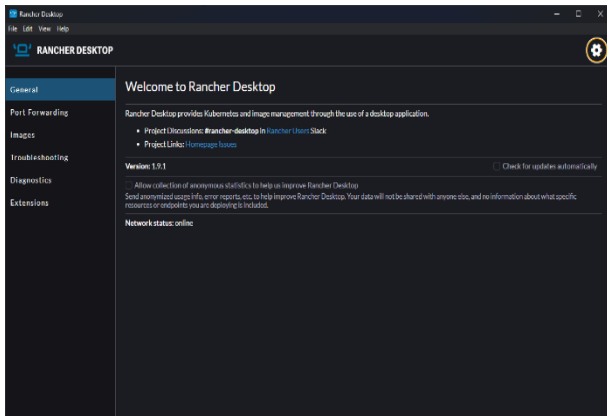 Rancher Desktop
File Edit View Help
RANCHER DESKTOP
General
Port Forwarding
Images
Troubleshooting
Diagnostics
Extensions
Welcome to Rancher Desktop
Rancher Desktop provides Kubernetes and image management through the use of a desktop application.
Project Discussions: #rancher-desktop in Rancher Users Slack
Project Links: Homepage Issues
Version: 1.9.1
Check for updates automatically
Allow collection of anonymous statistics to help us improve Rancher Desktop
Send anonymized usage info, error reports, etc. to help improve Rancher Desktop. Your data will not be shared with anyone else, and no information about what specific
resources or endpoints you are deploying is included.
Network status: online